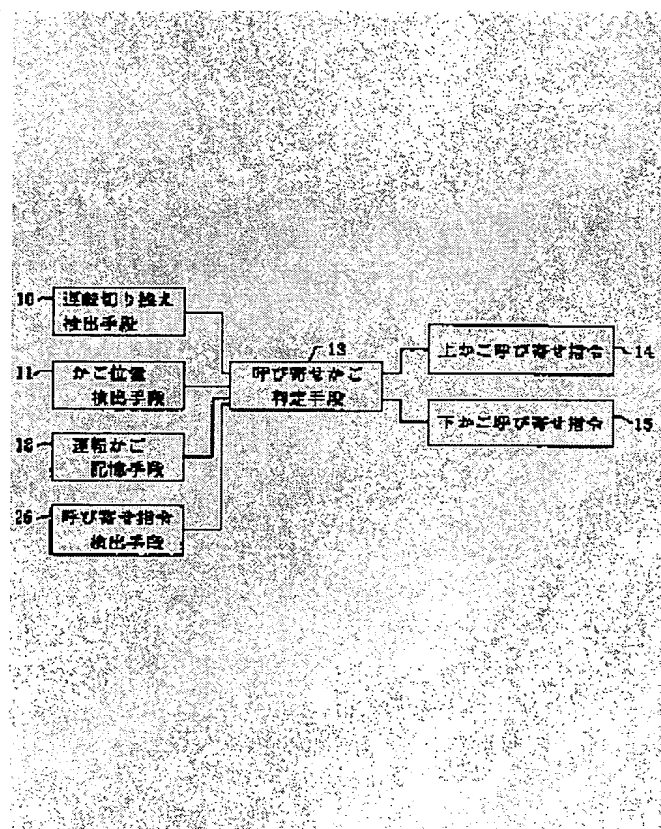 10
運転切り換え
検出手段
11
かご位置
検出手段
運転かご
記憶手段
26
呼び寄せ指令
検出手段
13
呼び寄せかご
判定手段
上かご呼び寄せ指令
14
下かご呼び寄せ指令
15